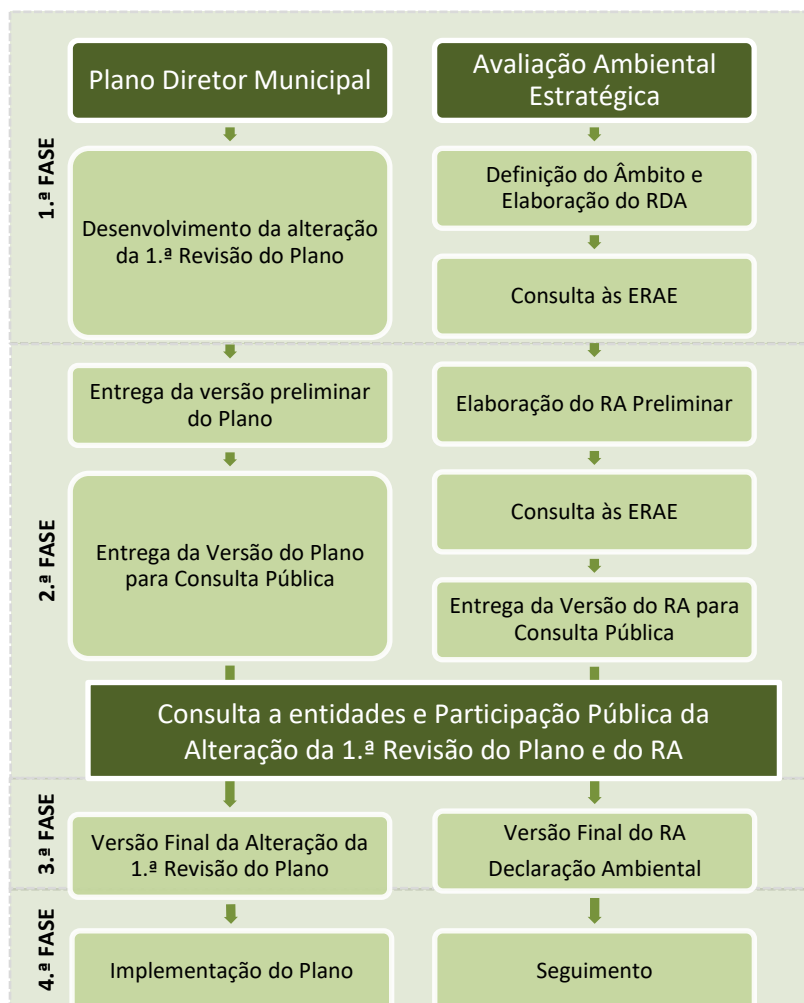 Plano Diretor Municipal
Avaliação Ambiental
Estratégica
1.ª FASE
Desenvolvimento da alteração
da 1.ª Revisão do Plano
Definição do Âmbito e
Elaboração do RDA
Consulta às ERAE
2.ª FASE
Entrega da versão preliminar
do Plano
Elaboração do RA Preliminar
Consulta às ERAE
Entrega da Versão do Plano
para Consulta Pública
Entrega da Versão do RA para
Consulta Pública
Consulta a entidades e Participação Pública da
Alteração da 1.ª Revisão do Plano e do RA
3.ª FASE
Versão Final da Alteração da
1.ª Revisão do Plano
Versão Final do RA
Declaração Ambiental
4.ª FASE
Implementação do Plano
Seguimento